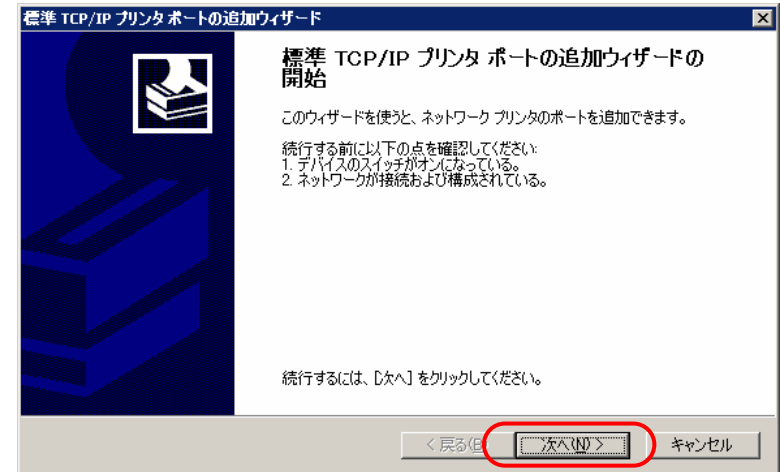 標準 TCP/IP プリンタ ポートの追加ウィザード
標準 TCP/IP プリンタ ポートの追加ウィザードの
開始
このウィザードを使うと、ネットワーク プリンタのポートを追加できます。
続行する前に以下の点を確認してください:
1. デバイスのスイッチがオンになっている。
2. ネットワークが接続および構成されている。
続行するには、[次へ] をクリックしてください。
< 戻る(B) 次へ(N) > キャンセル